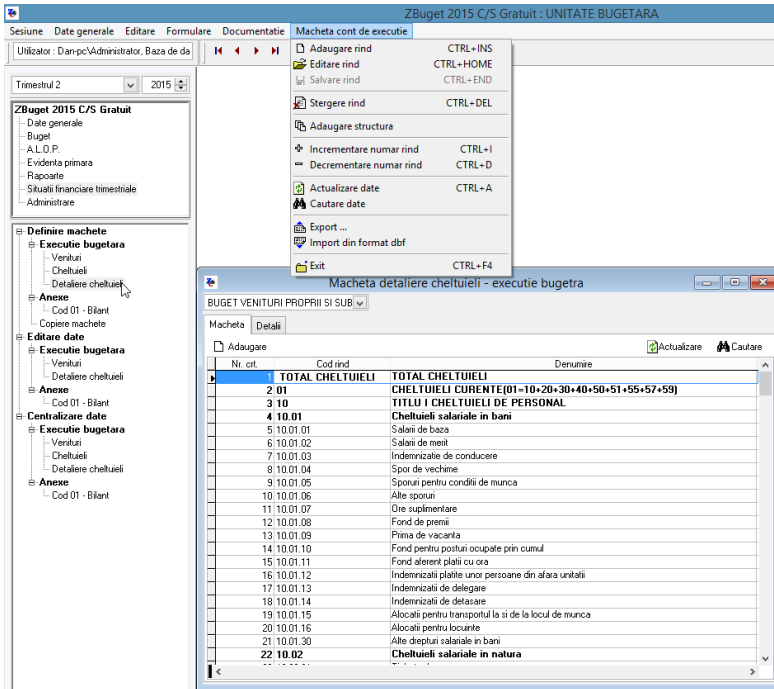 ZBuget 2015 C/S Gratuit : UNITATE BUGETARA
Sesiune Date generale Editare Formulare Documentatie Macheta cont de executie
Utilizator : Dan-pc\Administrator, Baza de da
Adaugare rind CTRL+INS
Editare rind CTRL+HOME
Salvare rind CTRL+END
Stergere rind CTRL+DEL
Adaugare structura
Incrementare numar rind CTRL+I
Decrementare numar rind CTRL+D
Actualizare date CTRL+A
Cautare date
Export ...
Import din format dbf
Exit CTRL+F4
Trimestrul 2 2015
ZBuget 2015 C/S Gratuit
Date generale
Buget
A.L.O.P.
Evidenta primara
Rapoarte
Situatii financiare trimestriale
Administrare
Definire machete
Executie bugetara
Venituri
Cheltuieli
Detaliere cheltuieli
Anexe
Cod 01 - Bilant
Copiere machete
Editare date
Executie bugetara
Venituri
Detaliere cheltuieli
Anexe
Cod 01 - Bilant
Centralizare date
Executie bugetara
Venituri
Cheltuieli
Detaliere cheltuieli
Anexe
Cod 01 - Bilant
Macheta detaliere cheltuieli - executie bugetra
BUGET VENITURI PROPRII SI SUB
Macheta Detalii
Adaugare Actualizare Cautare
Nr. crt. Cod rind Denumire
1 TOTAL CHELTUIELI TOTAL CHELTUIELI
2 01 CHELTUIELI CURENTE(01=10+20+30+40+50+51+55+57+59)
3 10 TITLU I CHELTUIELI DE PERSONAL
4 10.01 Cheltuieli salariale in bani
5 10.01.01 Salarii de baza
6 10.01.02 Salarii de merit
7 10.01.03 Indemnizatie de conducere
8 10.01.04 Spor de vechime
9 10.01.05 Sporuri pentru conditii de munca
10 10.01.06 Alte sporuri
11 10.01.07 Ore suplimentare
12 10.01.08 Fond de premii
13 10.01.09 Prima de vacanta
14 10.01.10 Fond pentru posturi ocupate prin cumul
15 10.01.11 Fond aferent platii cu ora
16 10.01.12 Indemnizatii platite unor persoane din afara unitatii
17 10.01.13 Indemnizatii de delegare
18 10.01.14 Indemnizatii de detasare
19 10.01.15 Alocatii pentru transportul la si de la locul de munca
20 10.01.16 Alocatii pentru locuinte
21 10.01.30 Alte drepturi salariale in bani
22 10.02 Cheltuieli salariale in natura